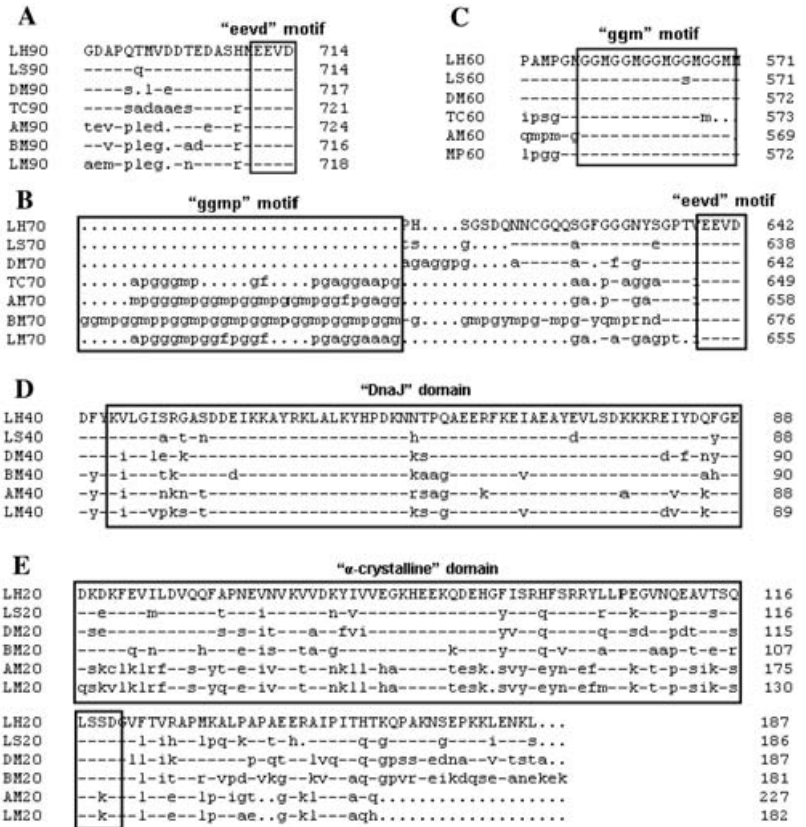 A
"eevd" motif
LH90 GDAPQTMVDDTEDASHMEEVD 714
LS90 -----q--------------- 714
DM90 ----s.l-e------------ 717
TC90 ----sadaaes---r------ 721
AM90 tev-pled.---e--r----- 724
BM90 --v-pleg.-ad---r----- 716
LM90 aem-pleg.-n----r----- 718
C
"ggm" motif
LH60 PAMPGMGGMGGMGGMGGMGGMGGMM 571
LS60 ----------------s----- 571
DM60 ---------------------- 572
TC60 ipsg--------------m... 573
AM60 qmpm-g---------------- 569
MP60 lpgg------------------ 572
B
"ggmp" motif
"eevd" motif
LH70 ........................................PH....SGSDQNNCGQQSGFGGGNYSGPTVEEVD 642
LS70 ........................................ts....g....-----------a-------e-------- 638
DM70 ........................................agaggpg.-a------a-.-f-g----------- 642
TC70 ......apgggmp......gf.....pgaggaapg.....................aa.p-agga---i---- 649
AM70 ......mpgggmpggmpggmpggmpggfpgagg.....................ga.p-ga----i---- 658
BM70 ggmpggmppggmpggmpggmpggmpggmpggmpggm-g....gmpgympg-mpg-yqmprnd--------- 676
LM70 ......apgggmpggfpggf....pgaggaaag.....................ga.-a-gagpt.i---- 655
D
"DnaJ" domain
LH40 DFYKVLGISRGASDDEIKKAYRKLALKYHPDKNNTPQAEERFKEIAEAYEVLSDKKKREIYDQFGE 88
LS40 --------a-t-n--------------------h---------------d-------------y-- 88
DM40 -----i--le-k---------------------ks------------------------d-f-ny- 90
BM40 -y--i---tk-----d----------------kaag-------v-----------------ah- 90
AM40 -y--i--nkn-t--------------------rsag---k-------------a----v--k--- 88
LM40 -y--i--vpks-t-------------------ks-g-------v-------------dv--k--- 89
E
"α-crystalline" domain
LH20 DKDKFEVILDVQQFAPNEVNVKVVDKYIVVEGKHEEKQDEHGFISRHFSRRYLLPEGVNQEAVTSQ 116
LS20 --e----m------t---i-----n--v--------------y---q-----r--k---p---s-- 116
DM20 -se-----------s-s-it---a--fvi-------------yv--q-----q--sd--pdt---s 115
BM20 -----q-n-----h---e-is--ta-g-----------k----y--q-v---a----aap-t-e-r 107
AM20 -skclklrf--s-yt-e-iv--t--nkll-ha----tesk.svy-eyn-ef---k-t-p-sik-s 175
LM20 qskvlklrf--s-yq-e-iv--t--nkll-ha----tesk.svy-eyn-efm--k-t-p-sik-s 130
LH20 LSSDGVFTVRAPMKALPAPAEERAIPITHTKQPAKNSEPKKLENKL... 187
LS20 ------l-ih--lpq-k--t-h.-----q-g-----g----i---s... 186
DM20 -----ll-ik-------p-qt--lvq--q-gpss-edna--v-tsta.. 187
BM20 ------l-it--r-vpd-vkg--kv---aq-gpvr-eikdqse-anekek 181
AM20 --k---l--e--lp-igt..g-kl---a-q................... 227
LM20 --k---l--e--lp--ae..g-kl---aqh................... 182